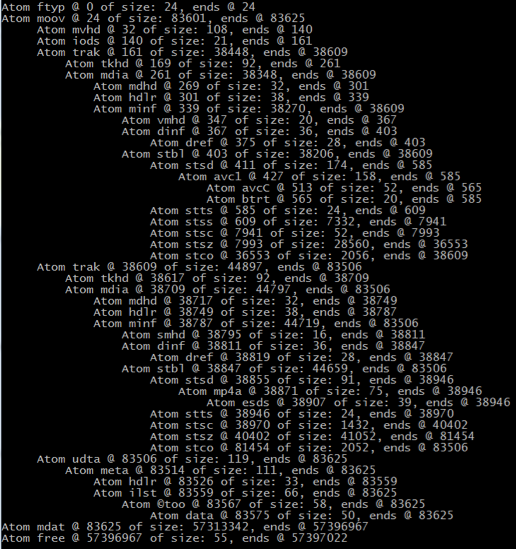 Atom ftyp @ 0 of size: 24, ends @ 24
Atom moov @ 24 of size: 83601, ends @ 83625
Atom mvhd @ 32 of size: 108, ends @ 140
Atom iods @ 140 of size: 21, ends @ 161
Atom trak @ 161 of size: 38448, ends @ 38609
Atom tkhd @ 169 of size: 92, ends @ 261
Atom mdia @ 261 of size: 38348, ends @ 38609
Atom mdhd @ 269 of size: 32, ends @ 301
Atom hdlr @ 301 of size: 38, ends @ 339
Atom minf @ 339 of size: 38270, ends @ 38609
Atom vmhd @ 347 of size: 20, ends @ 367
Atom dinf @ 367 of size: 36, ends @ 403
Atom dref @ 375 of size: 28, ends @ 403
Atom stbl @ 403 of size: 38206, ends @ 38609
Atom stsd @ 411 of size: 174, ends @ 585
Atom avc1 @ 427 of size: 158, ends @ 585
Atom avcC @ 513 of size: 52, ends @ 565
Atom btrt @ 565 of size: 20, ends @ 585
Atom stts @ 585 of size: 24, ends @ 609
Atom stss @ 609 of size: 7332, ends @ 7941
Atom stsc @ 7941 of size: 52, ends @ 7993
Atom stsz @ 7993 of size: 28560, ends @ 36553
Atom stco @ 36553 of size: 2056, ends @ 38609
Atom trak @ 38609 of size: 44897, ends @ 83506
Atom tkhd @ 38617 of size: 92, ends @ 38709
Atom mdia @ 38709 of size: 44797, ends @ 83506
Atom mdhd @ 38717 of size: 32, ends @ 38749
Atom hdlr @ 38749 of size: 38, ends @ 38787
Atom minf @ 38787 of size: 44719, ends @ 83506
Atom smhd @ 38795 of size: 16, ends @ 38811
Atom dinf @ 38811 of size: 36, ends @ 38847
Atom dref @ 38819 of size: 28, ends @ 38847
Atom stbl @ 38847 of size: 44659, ends @ 83506
Atom stsd @ 38855 of size: 91, ends @ 38946
Atom mp4a @ 38871 of size: 75, ends @ 38946
Atom esds @ 38907 of size: 39, ends @ 38946
Atom stts @ 38946 of size: 24, ends @ 38970
Atom stsc @ 38970 of size: 1432, ends @ 40402
Atom stsz @ 40402 of size: 41052, ends @ 81454
Atom stco @ 81454 of size: 2052, ends @ 83506
Atom udta @ 83506 of size: 119, ends @ 83625
Atom meta @ 83514 of size: 111, ends @ 83625
Atom hdlr @ 83526 of size: 33, ends @ 83559
Atom ilst @ 83559 of size: 66, ends @ 83625
Atom ©too @ 83567 of size: 58, ends @ 83625
Atom data @ 83575 of size: 50, ends @ 83625
Atom mdat @ 83625 of size: 57313342, ends @ 57396967
Atom free @ 57396967 of size: 55, ends @ 57397022